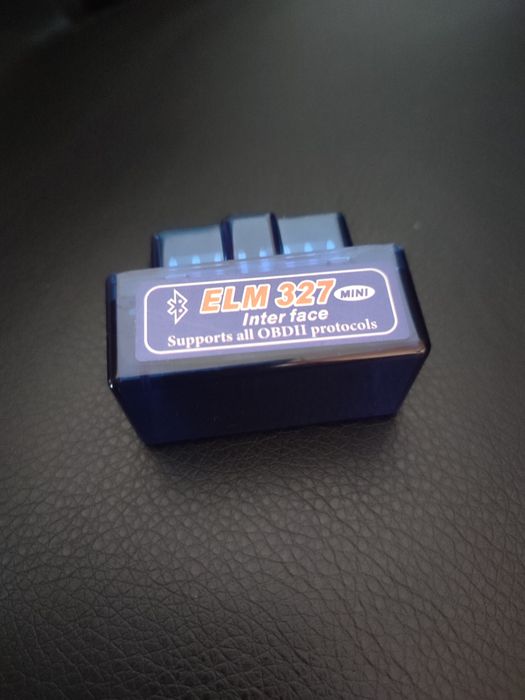 ELM 327 MINI
Inter face
Supports all OBDII protocols